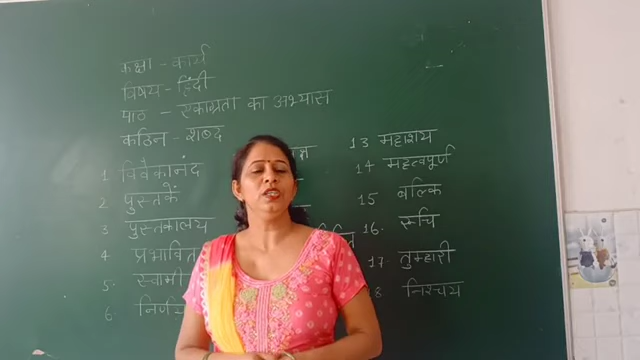 कक्षा - कार्य
विषय - हिंदी
पाठ - एकाग्रता का अभ्यास
कठिन - शब्द
1 विवेकानंद
2 पुस्तकें
3 पुस्तकालय
4 प्रभावित
5. स्वामी
6.
13 महाशय
14 महत्वपूर्ण
15 बल्कि
16. रूचि
17. तुम्हारी
8 निश्चय